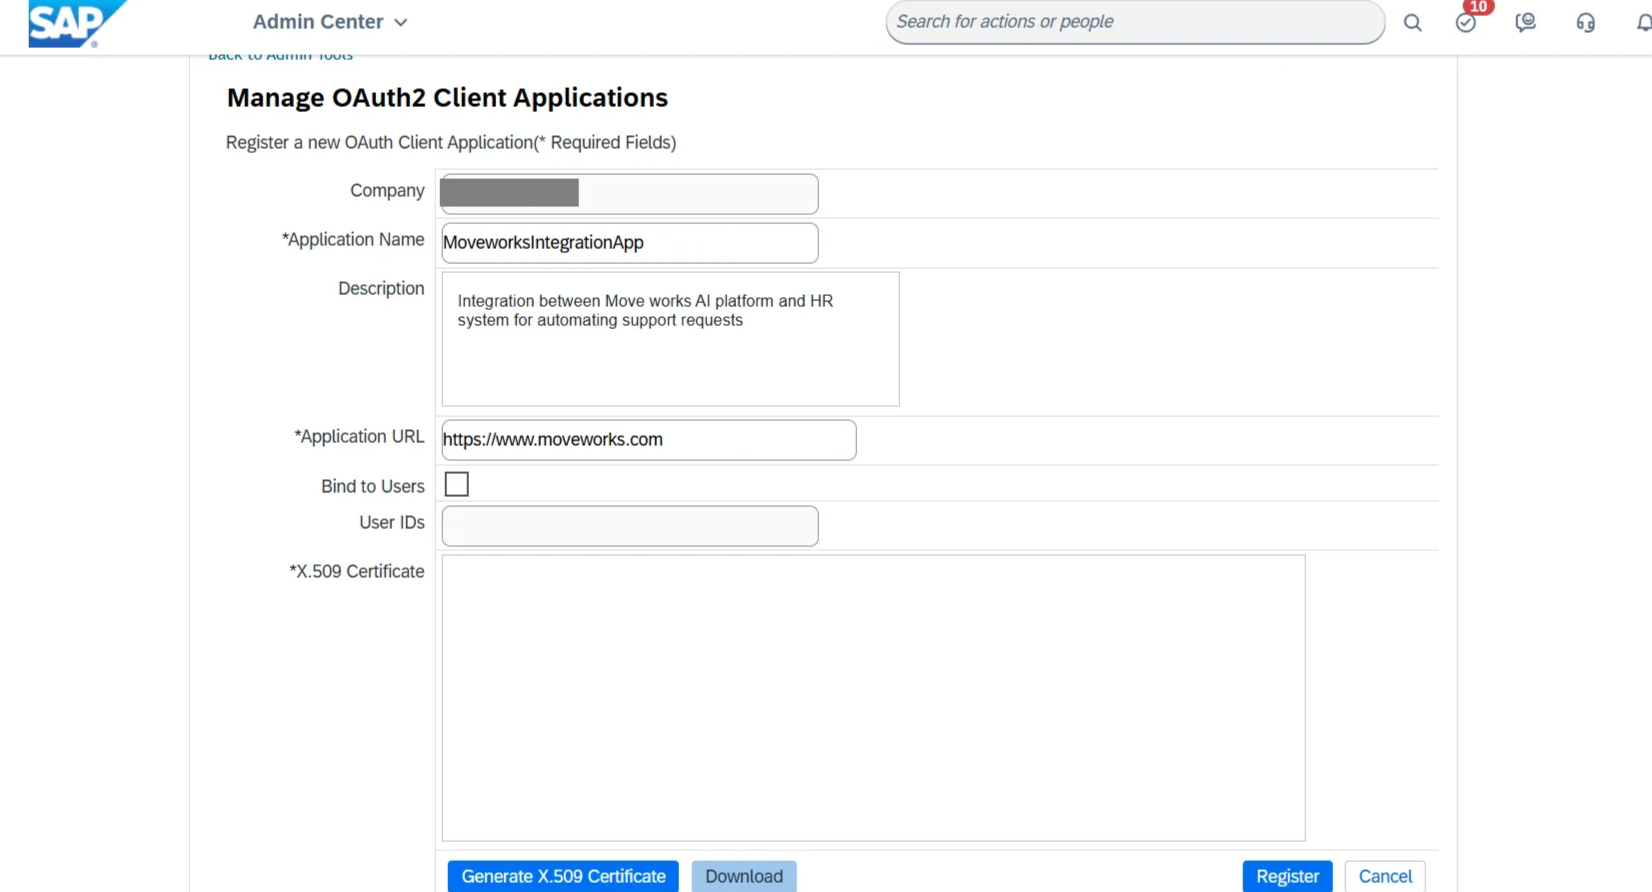 SAP
Admin Center
Search for actions or people
10
Back to Admin Tools
Manage OAuth2 Client Applications
Register a new OAuth Client Application(* Required Fields)
Company
*Application Name
MoveworksIntegrationApp
Description
Integration between Move works AI platform and HR
system for automating support requests
*Application URL
https://www.moveworks.com
Bind to Users
User IDs
*X.509 Certificate
Generate X.509 Certificate
Download
Register
Cancel